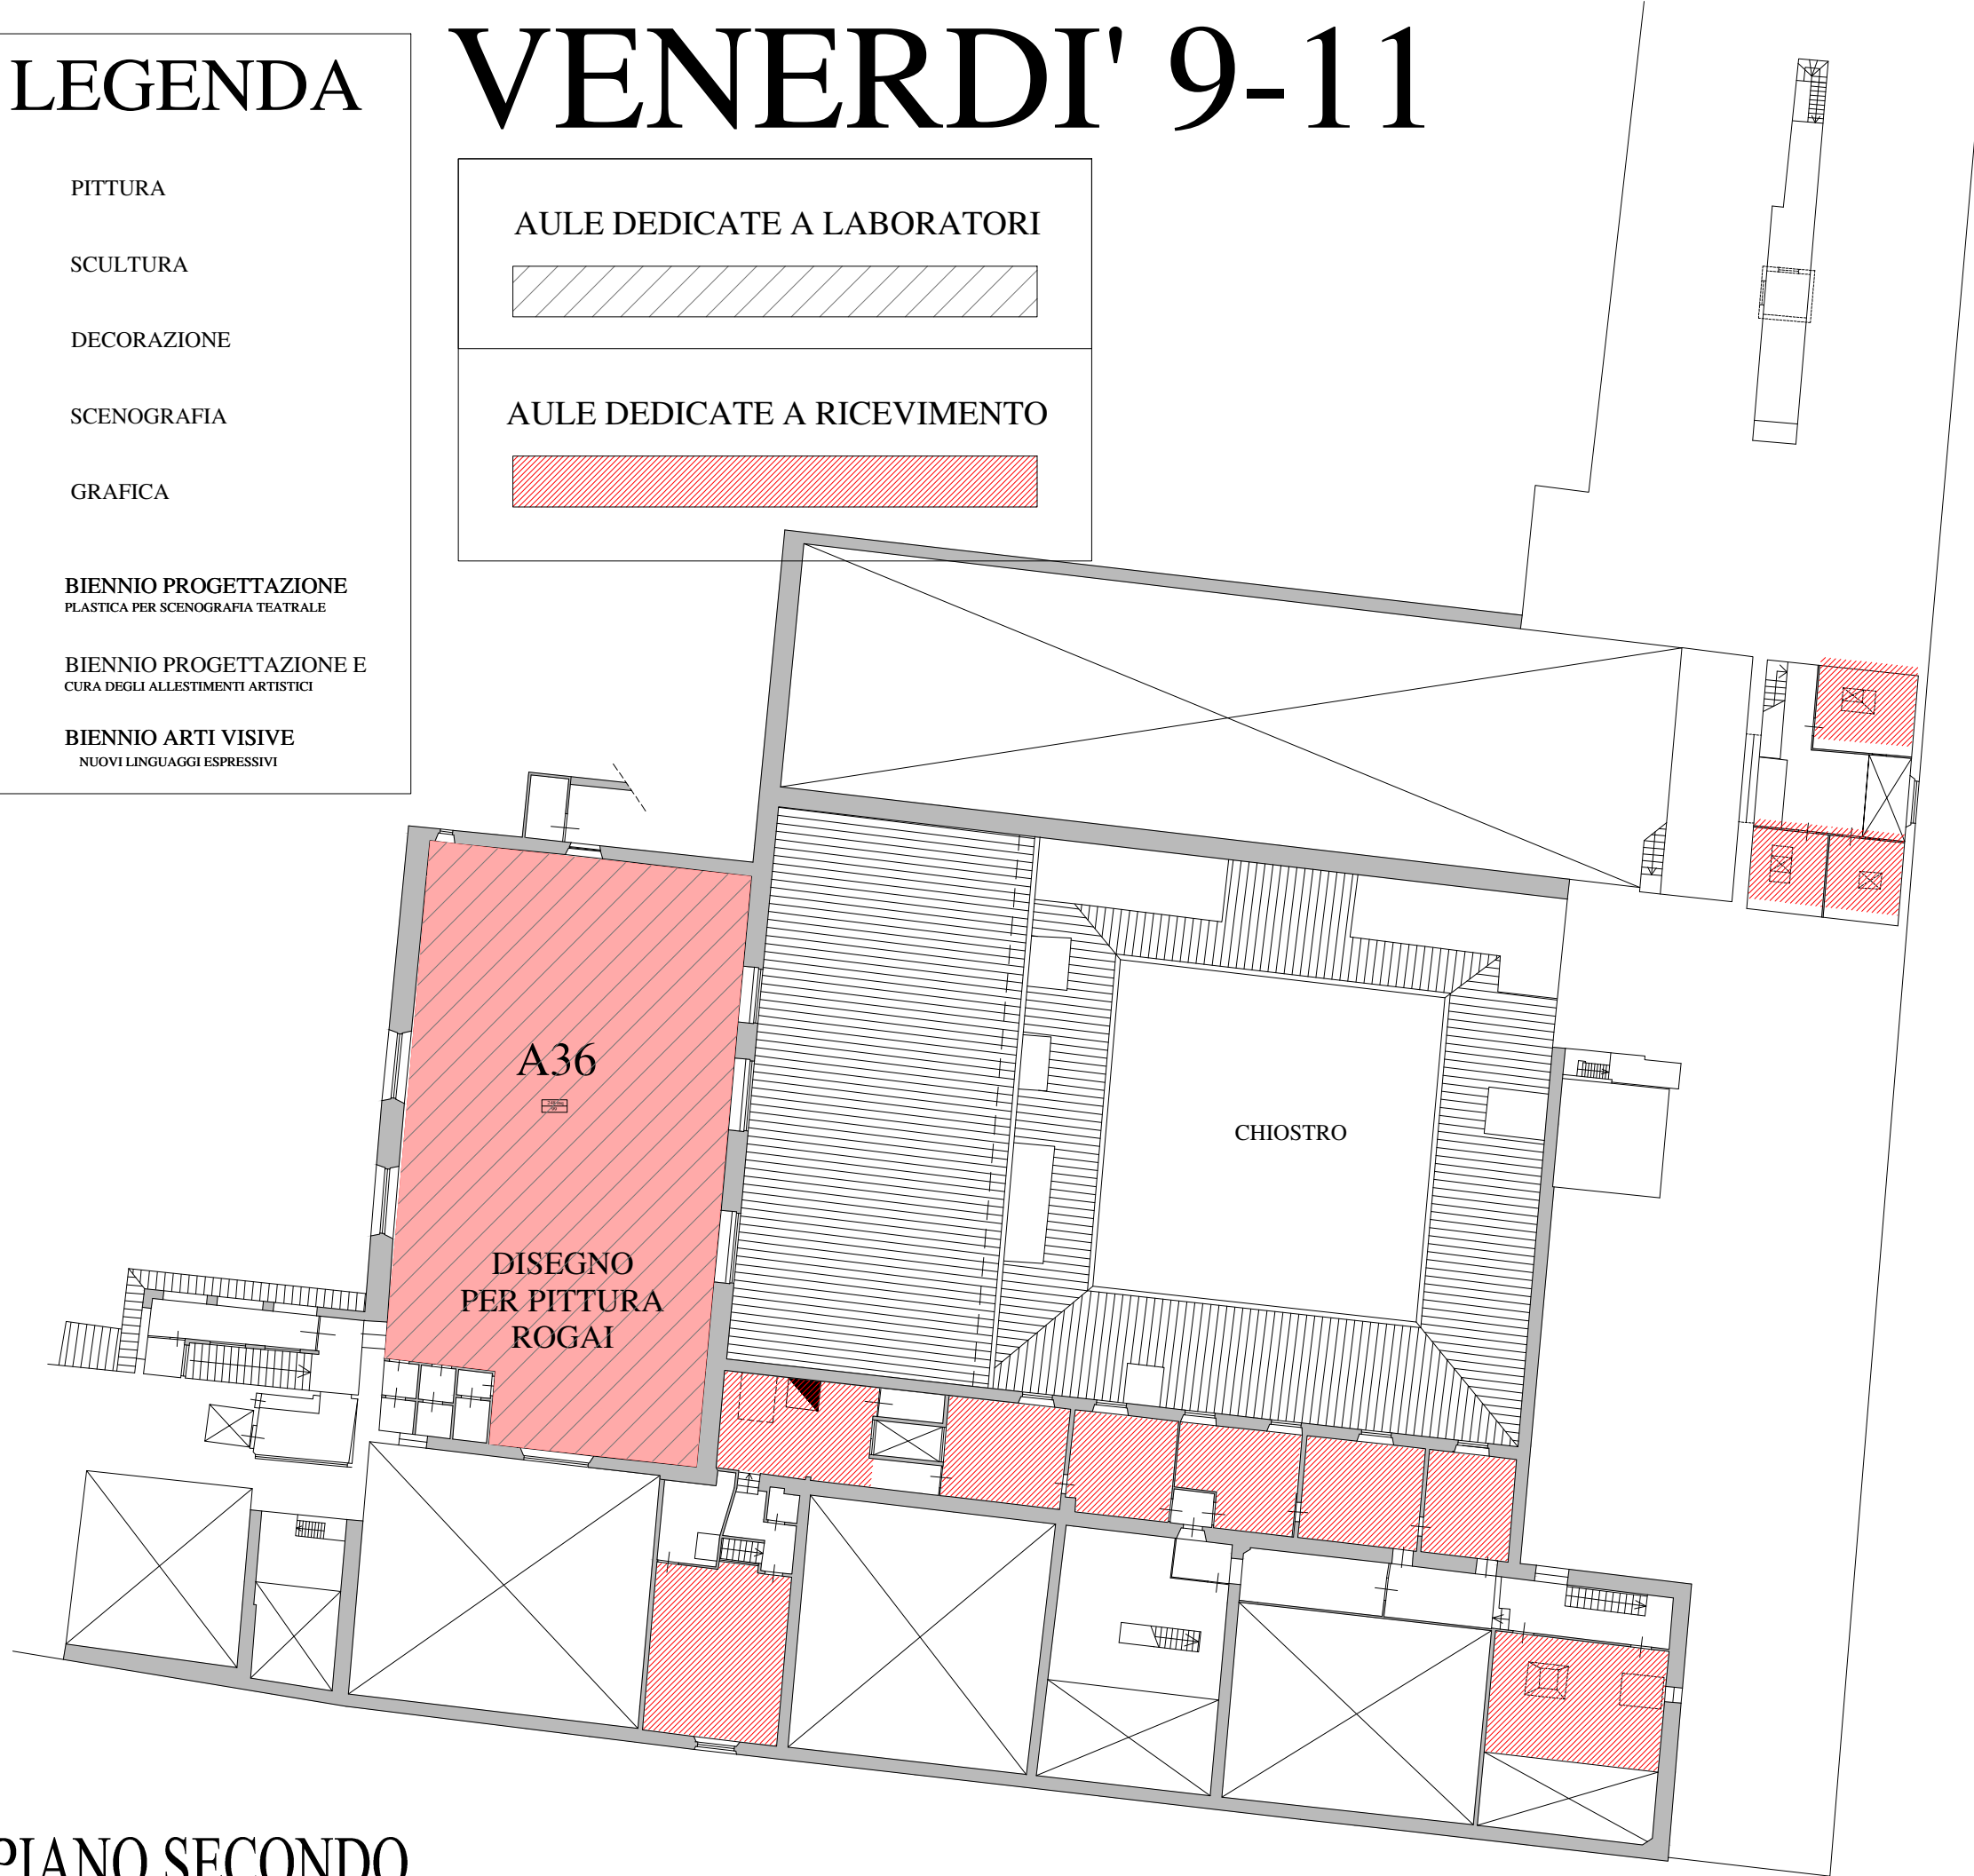 LEGENDA
VENERDI' 9-11
PITTURA
SCULTURA
DECORAZIONE
SCENOGRAFIA
GRAFICA
BIENNIO PROGETTAZIONE
PLASTICA PER SCENOGRAFIA TEATRALE
BIENNIO PROGETTAZIONE E
CURA DEGLI ALLESTIMENTI ARTISTICI
BIENNIO ARTI VISIVE
NUOVI LINGUAGGI ESPRESSIVI
AULE DEDICATE A LABORATORI
AULE DEDICATE A RICEVIMENTO
A36
DISEGNO
PER PITTURA
ROGAI
CHIOSTRO
PIANO SECONDO